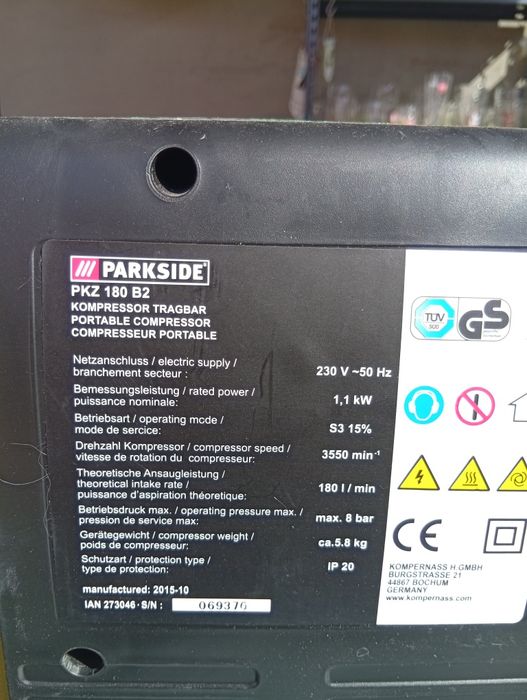 /// PARKSIDE®
PKZ 180 B2
KOMPRESSOR TRAGBAR
PORTABLE COMPRESSOR
COMPRESSEUR PORTABLE
Netzanschluss / electric supply /
branchement secteur : 230 V ~50 Hz
Bemessungsleistung / rated power /
puissance nominale: 1,1 kW
Betriebsart / operating mode /
mode de sercice: S3 15%
Drehzahl Kompressor / compressor speed /
vitesse de rotation du compresseur: 3550 min⁻¹
Theoretische Ansaugleistung /
theoretical intake rate /
puissance d'aspiration théoretique: 180 l / min
Betriebsdruck max. / operating pressure max. /
pression de service max: max. 8 bar
Gerätegewicht / compressor weight /
poids de compresseur: ca.5.8 kg
Schutzart / protection type /
type de protection: IP 20
manufactured: 2015-10
IAN 273046 · S/N : 069376
TÜV
SÜD
GS
CE
KOMPERNASS H.GMBH
BURGSTRASSE 21
44867 BOCHUM
GERMANY
www.kompernass.com